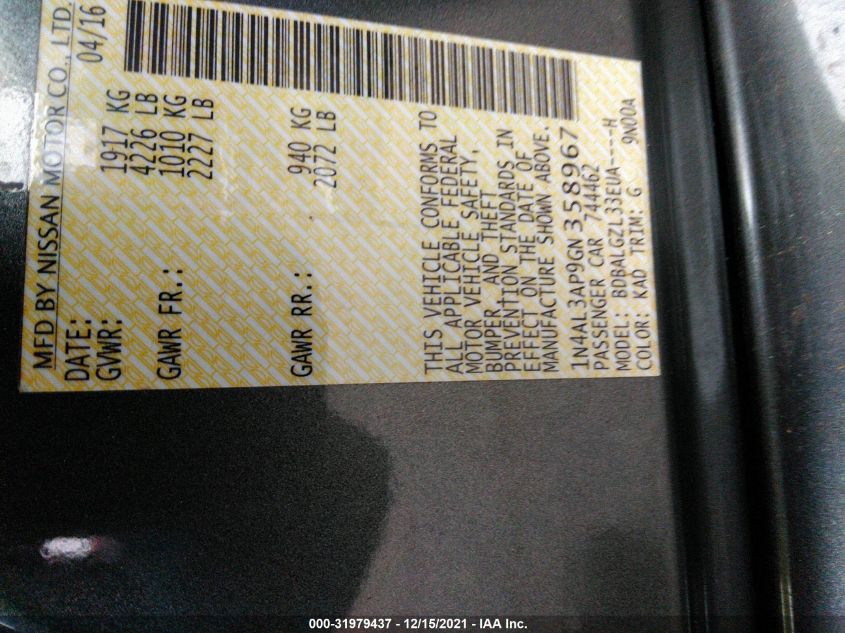 MFD BY NISSAN MOTOR CO., LTD.
DATE: 04/16
GVWR: 1917 KG
4226 LB
GAWR FR.: 1010 KG
2227 LB
GAWR RR.: 940 KG
2072 LB
THIS VEHICLE CONFORMS TO
ALL APPLICABLE FEDERAL
MOTOR VEHICLE SAFETY,
BUMPER, AND THEFT
PREVENTION STANDARDS IN
EFFECT ON THE DATE OF
MANUFACTURE SHOWN ABOVE.
1N4AL3AP9GN358967
PASSENGER CAR 744462
MODEL: BDBALGZL33EUA----H
COLOR: KAD TRIM: G 9N00A
000-31979437 - 12/15/2021 - IAA Inc.